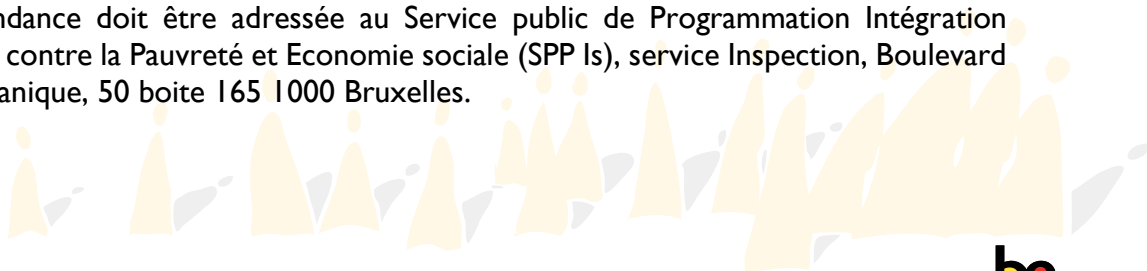 ndance doit être adressée au Service public de Programmation Intégration
contre la Pauvreté et Economie sociale (SPP Is), service Inspection, Boulevard
anique, 50 boite 165 1000 Bruxelles.
be